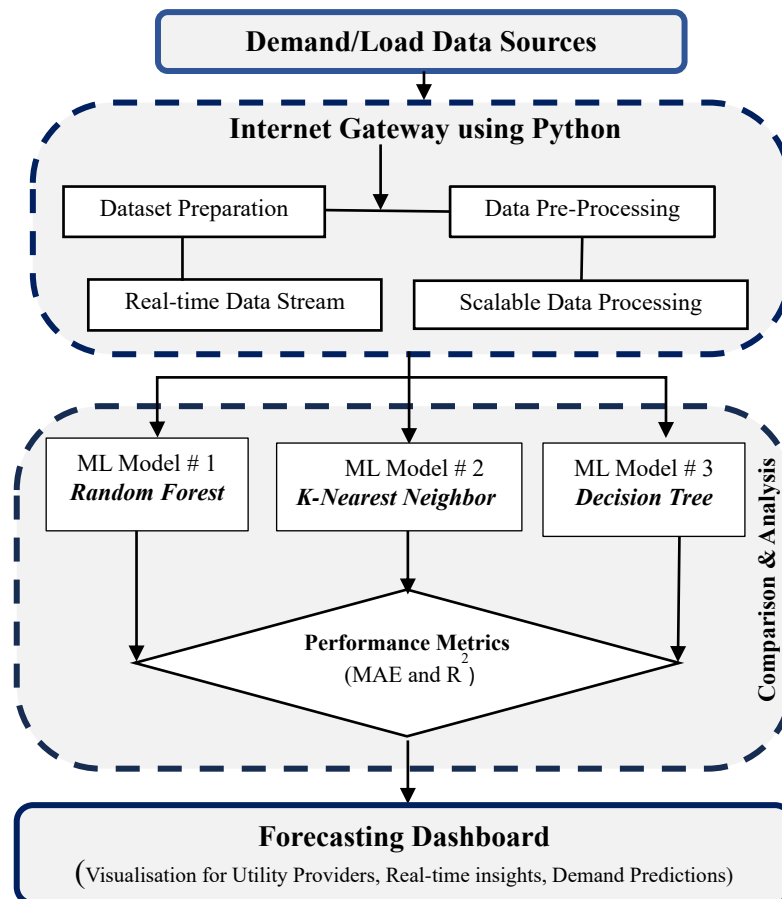 Demand/Load Data Sources
Internet Gateway using Python
Dataset Preparation
Data Pre-Processing
Real-time Data Stream
Scalable Data Processing
ML Model # 1
Random Forest
ML Model # 2
K-Nearest Neighbor
ML Model # 3
Decision Tree
Comparison & Analysis
Performance Metrics
(MAE and R²)
Forecasting Dashboard
(Visualisation for Utility Providers, Real-time insights, Demand Predictions)